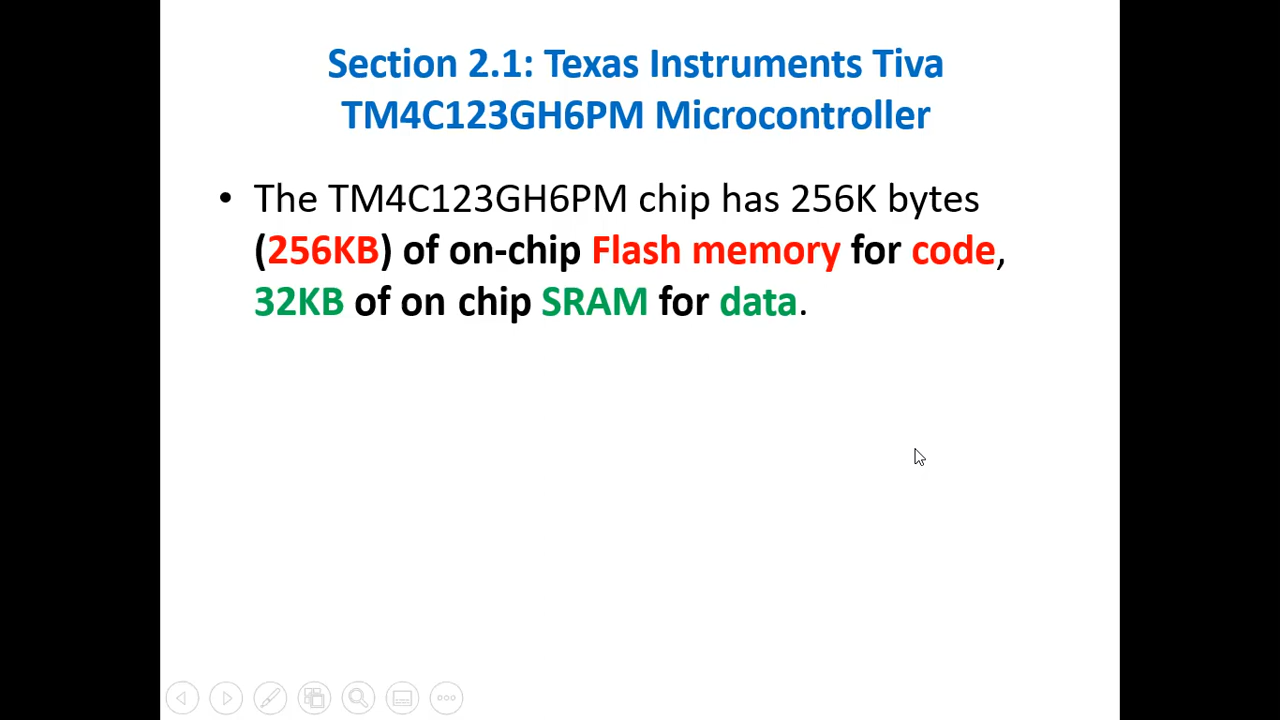 Section 2.1: Texas Instruments Tiva
TM4C123GH6PM Microcontroller
• The TM4C123GH6PM chip has 256K bytes
(256KB) of on-chip Flash memory for code,
32KB of on chip SRAM for data.